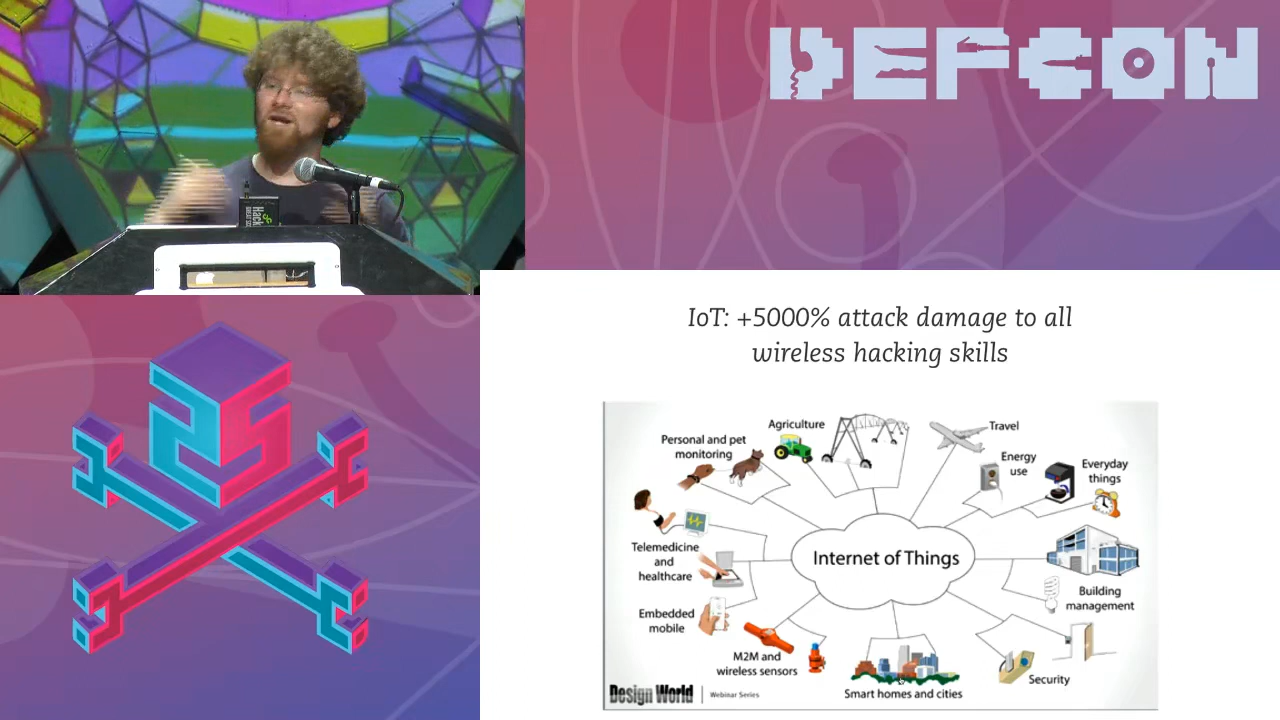 DEFCON
Hack
IoT: +5000% attack damage to all
wireless hacking skills
Agriculture
Travel
Personal and pet
monitoring
Energy
use
Everyday
things
Telemedicine
and
healthcare
Internet of Things
Building
management
Embedded
mobile
M2M and
wireless sensors
Smart homes and cities
Security
Design World
Webinar Series